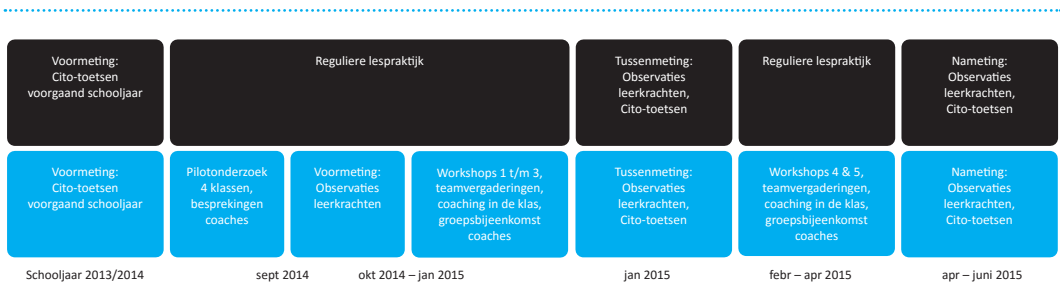 Voormeting:
Cito-toetsen
voorgaand schooljaar
Reguliere lespraktijk
Tussenmeting:
Observaties
leerkrachten,
Cito-toetsen
Reguliere lespraktijk
Nameting:
Observaties
leerkrachten,
Cito-toetsen
Voormeting:
Cito-toetsen
voorgaand schooljaar
Pilotonderzoek
4 klassen,
besprekingen
coaches
Voormeting:
Observaties
leerkrachten
Workshops 1 t/m 3,
teamvergaderingen,
coaching in de klas,
groepsbijeenkomst
coaches
Tussenmeting:
Observaties
leerkrachten,
Cito-toetsen
Workshops 4 & 5,
teamvergaderingen,
coaching in de klas,
groepsbijeenkomst
coaches
Nameting:
Observaties
leerkrachten,
Cito-toetsen
Schooljaar 2013/2014
sept 2014
okt 2014 – jan 2015
jan 2015
febr – apr 2015
apr – juni 2015